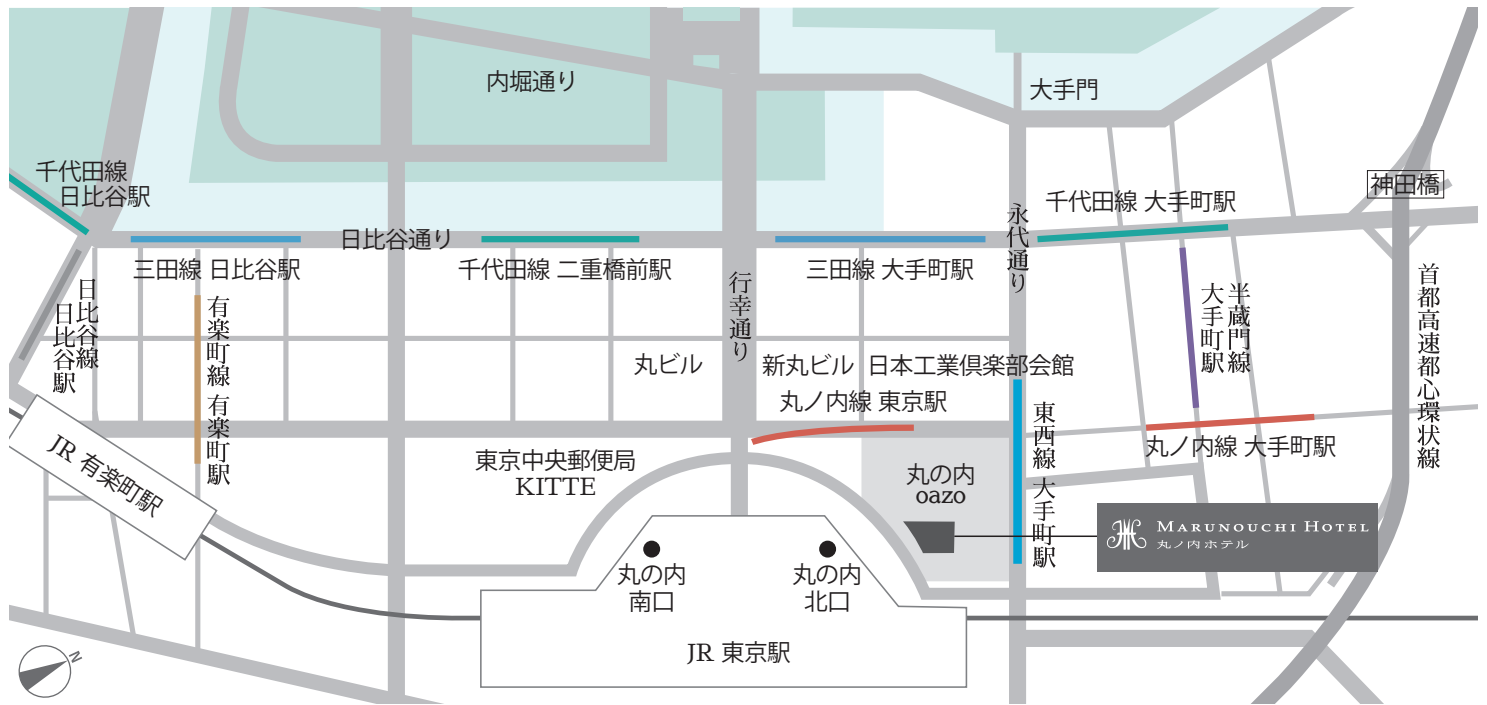 内堀通り
大手門
千代田線
日比谷駅
神田橋
千代田線 大手町駅
永代通り
日比谷通り
三田線 日比谷駅
千代田線 二重橋前駅
三田線 大手町駅
行幸通り
日比谷線
日比谷駅
有楽町線 有楽町駅
半蔵門線
大手町駅
首都高速都心環状線
丸ビル
新丸ビル
日本工業倶楽部会館
丸ノ内線 東京駅
東西線 大手町駅
丸ノ内線 大手町駅
JR 有楽町駅
東京中央郵便局
KITTE
丸の内
oazo
MARUNOUCHI HOTEL
丸ノ内ホテル
丸の内
南口
丸の内
北口
JR 東京駅
N